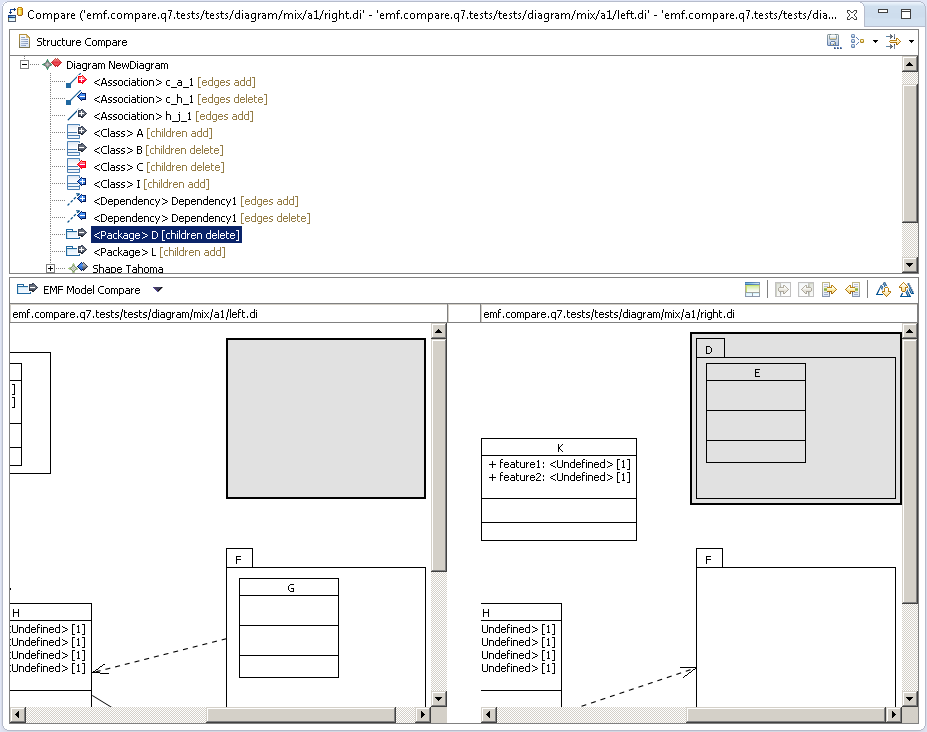 Compare ('emf.compare.q7.tests/tests/diagram/mix/a1/right.di' - 'emf.compare.q7.tests/tests/diagram/mix/a1/left.di' - 'emf.compare.q7.tests/tests/dia...
Structure Compare
Diagram NewDiagram
<Association> c_a_1 [edges add]
<Association> c_h_1 [edges delete]
<Association> h_j_1 [edges add]
<Class> A [children add]
<Class> B [children delete]
<Class> C [children delete]
<Class> I [children add]
<Dependency> Dependency1 [edges add]
<Dependency> Dependency1 [edges delete]
<Package> D [children delete]
<Package> L [children add]
Shape Tahoma
EMF Model Compare
emf.compare.q7.tests/tests/diagram/mix/a1/left.di
emf.compare.q7.tests/tests/diagram/mix/a1/right.di
]
]
F
G
H
<Undefined> [1]
<Undefined> [1]
<Undefined> [1]
<Undefined> [1]
D
E
K
+ feature1: <Undefined> [1]
+ feature2: <Undefined> [1]
F
H
Undefined> [1]
Undefined> [1]
Undefined> [1]
Undefined> [1]